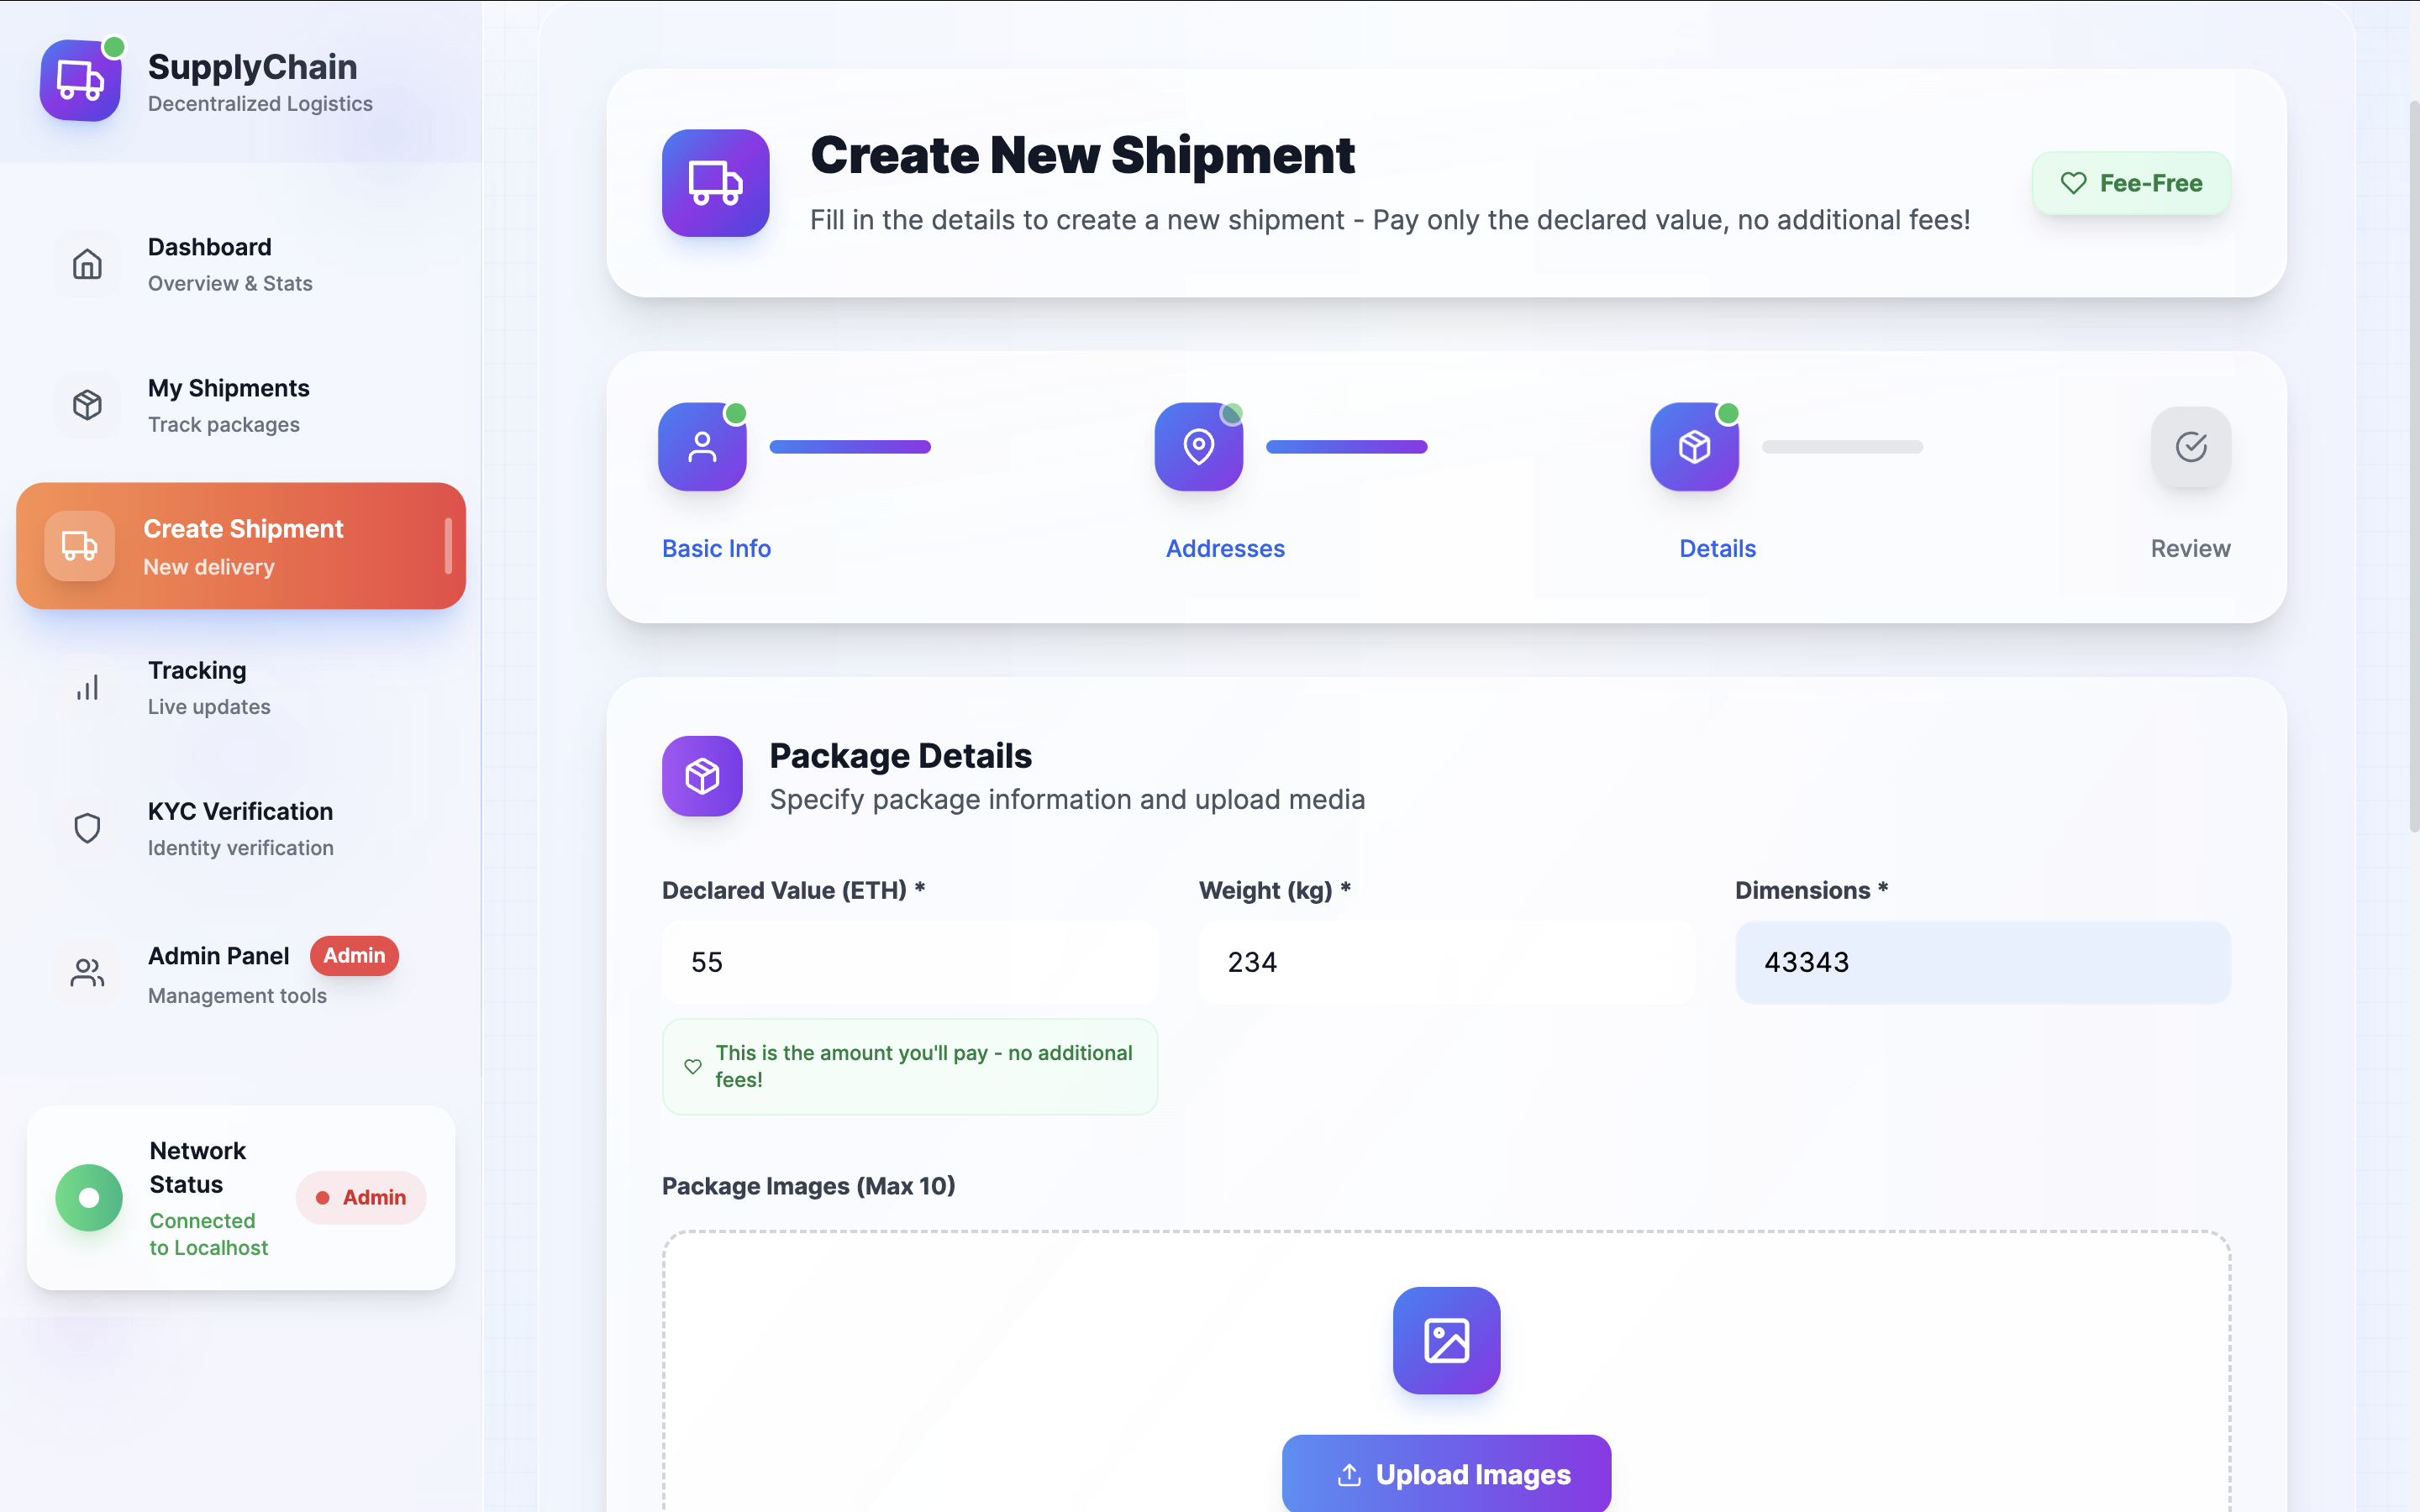 SupplyChain
Decentralized Logistics
Dashboard
Overview & Stats
My Shipments
Track packages
Create Shipment
New delivery
Tracking
Live updates
KYC Verification
Identity verification
Admin Panel Admin
Management tools
Network
Status
Connected
to Localhost
Admin
Create New Shipment
Fill in the details to create a new shipment - Pay only the declared value, no additional fees!
Fee-Free
Basic Info
Addresses
Details
Review
Package Details
Specify package information and upload media
Declared Value (ETH) *
55
This is the amount you'll pay - no additional
fees!
Weight (kg) *
234
Dimensions *
43343
Package Images (Max 10)
Upload Images